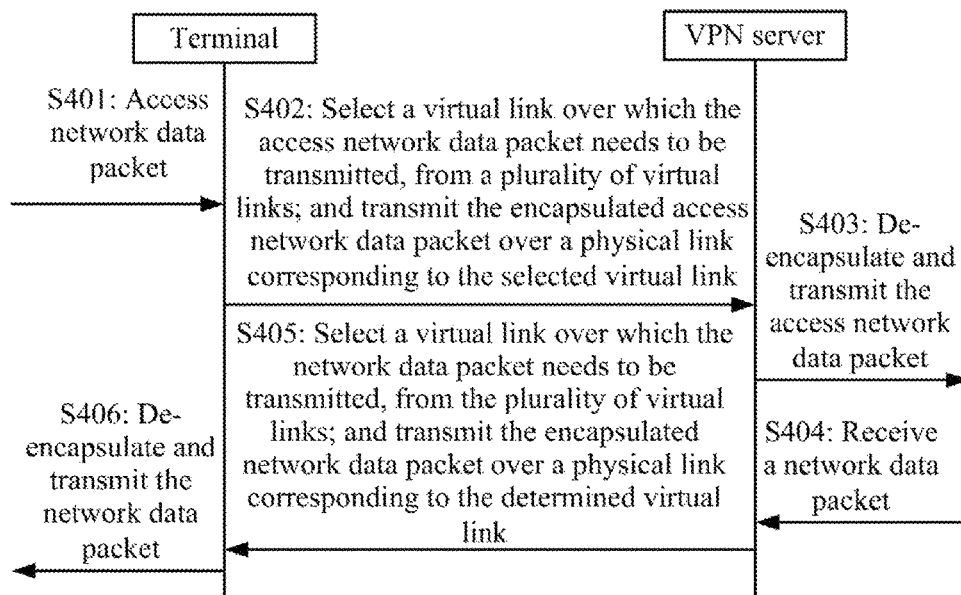 Terminal
VPN server
S401: Access
network data
packet
S402: Select a virtual link over which the
access network data packet needs to be
transmitted, from a plurality of virtual
links; and transmit the encapsulated access
network data packet over a physical link
corresponding to the selected virtual link
S403: De-
encapsulate and
transmit the
access network
data packet
S404: Receive
a network data
packet
S405: Select a virtual link over which the
network data packet needs to be
transmitted, from the plurality of virtual
links; and transmit the encapsulated
network data packet over a physical link
corresponding to the determined virtual
link
S406: De-
encapsulate and
transmit the
network data
packet